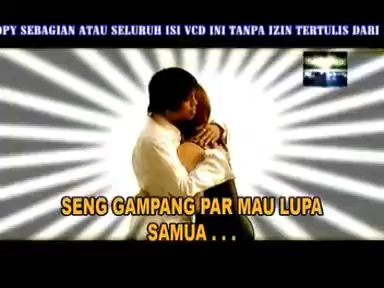 OPY SEBAGIAN ATAU SELURUH ISI VCD INI TANPA IZIN TERTULIS DARI
SENG GAMPANG PAR MAU LUPA
SAMUA . . .